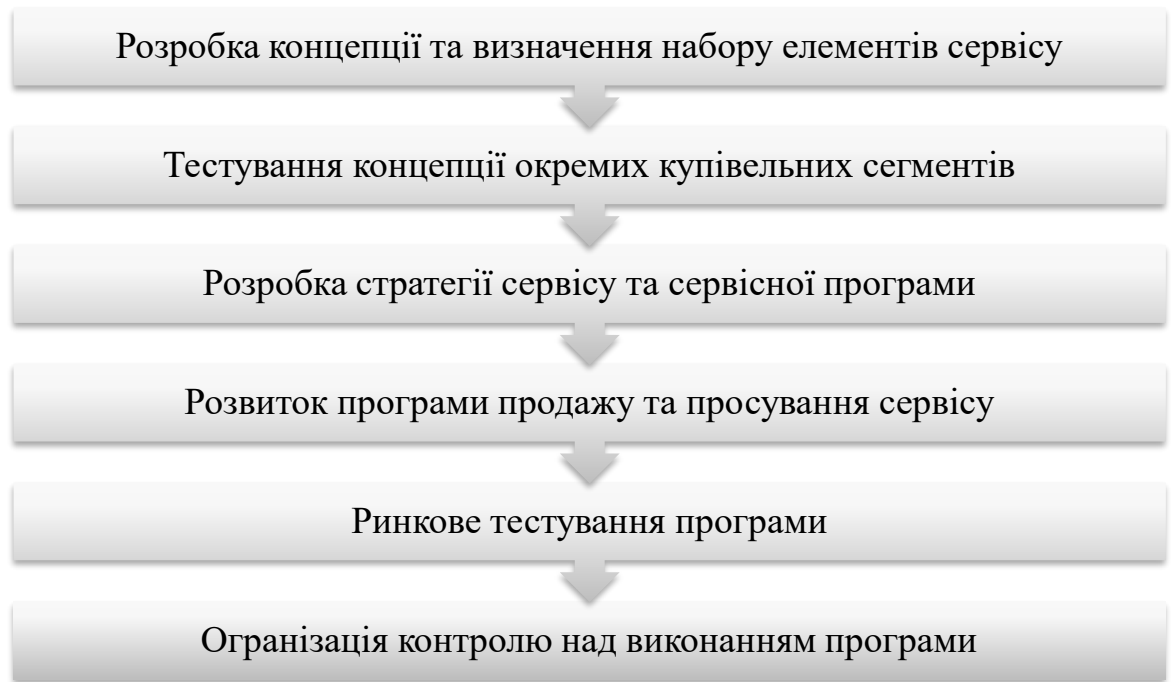 Розробка концепції та визначення набору елементів сервісу
Тестування концепції окремих купівельних сегментів
Розробка стратегії сервісу та сервісної програми
Розвиток програми продажу та просування сервісу
Ринкове тестування програми
Огранізація контролю над виконанням програми